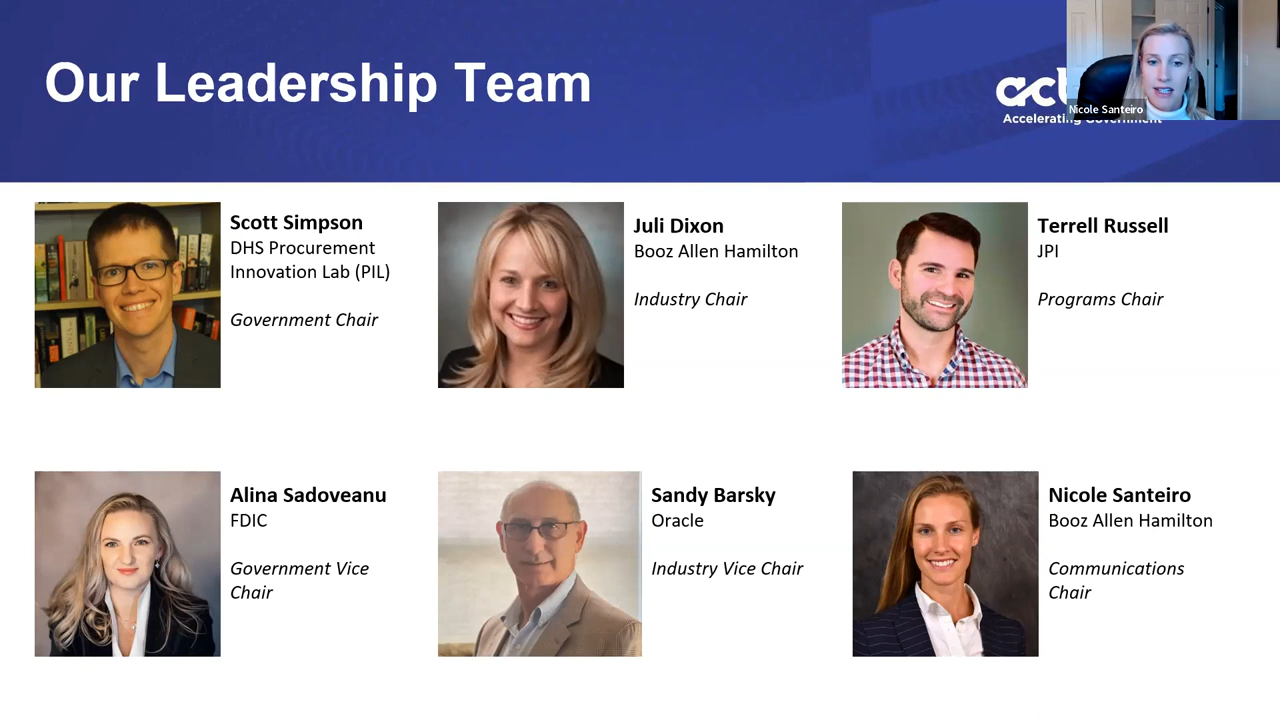 Our Leadership Team
Nicole Santeiro
Accelerating Government
Scott Simpson
DHS Procurement
Innovation Lab (PIL)
Government Chair
Juli Dixon
Booz Allen Hamilton
Industry Chair
Terrell Russell
JPI
Programs Chair
Alina Sadoveanu
FDIC
Government Vice
Chair
Sandy Barsky
Oracle
Industry Vice Chair
Nicole Santeiro
Booz Allen Hamilton
Communications
Chair